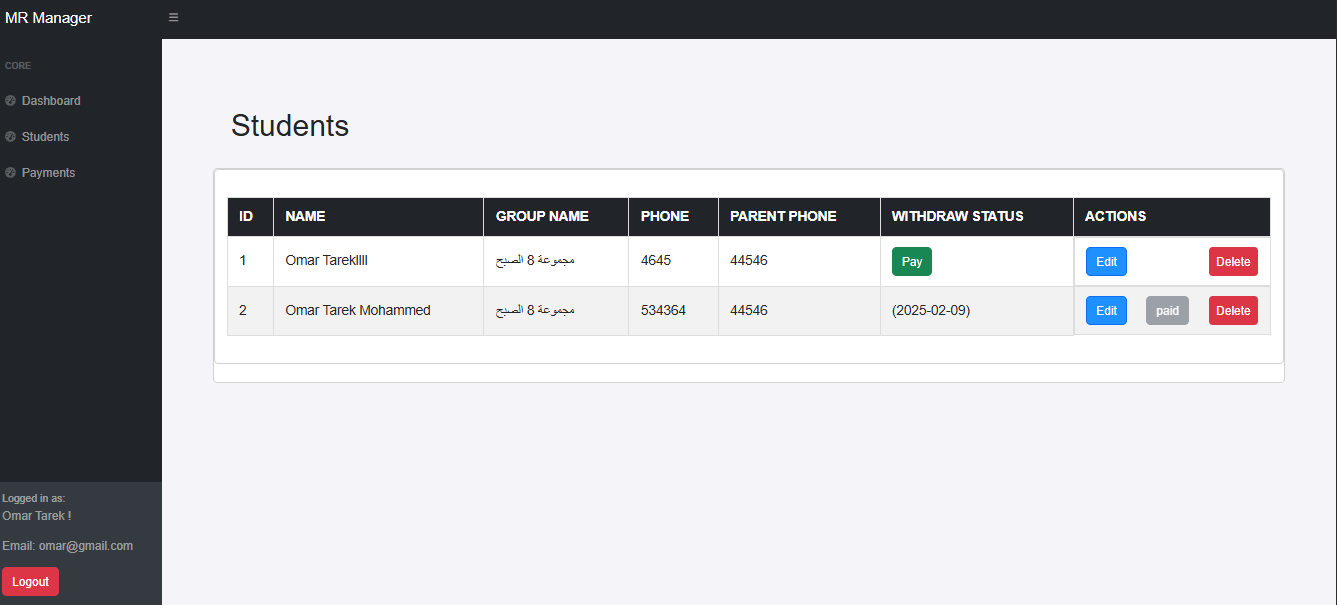 MR Manager
☰
CORE
Dashboard
Students
Payments
Students
ID NAME GROUP NAME PHONE PARENT PHONE WITHDRAW STATUS ACTIONS
1 Omar Tarekllll مجموعة 8 الصبح 4645 44546 Pay Edit Delete
2 Omar Tarek Mohammed مجموعة 8 الصبح 534364 44546 (2025-02-09) Edit paid Delete
Logged in as:
Omar Tarek !
Email: omar@gmail.com
Logout